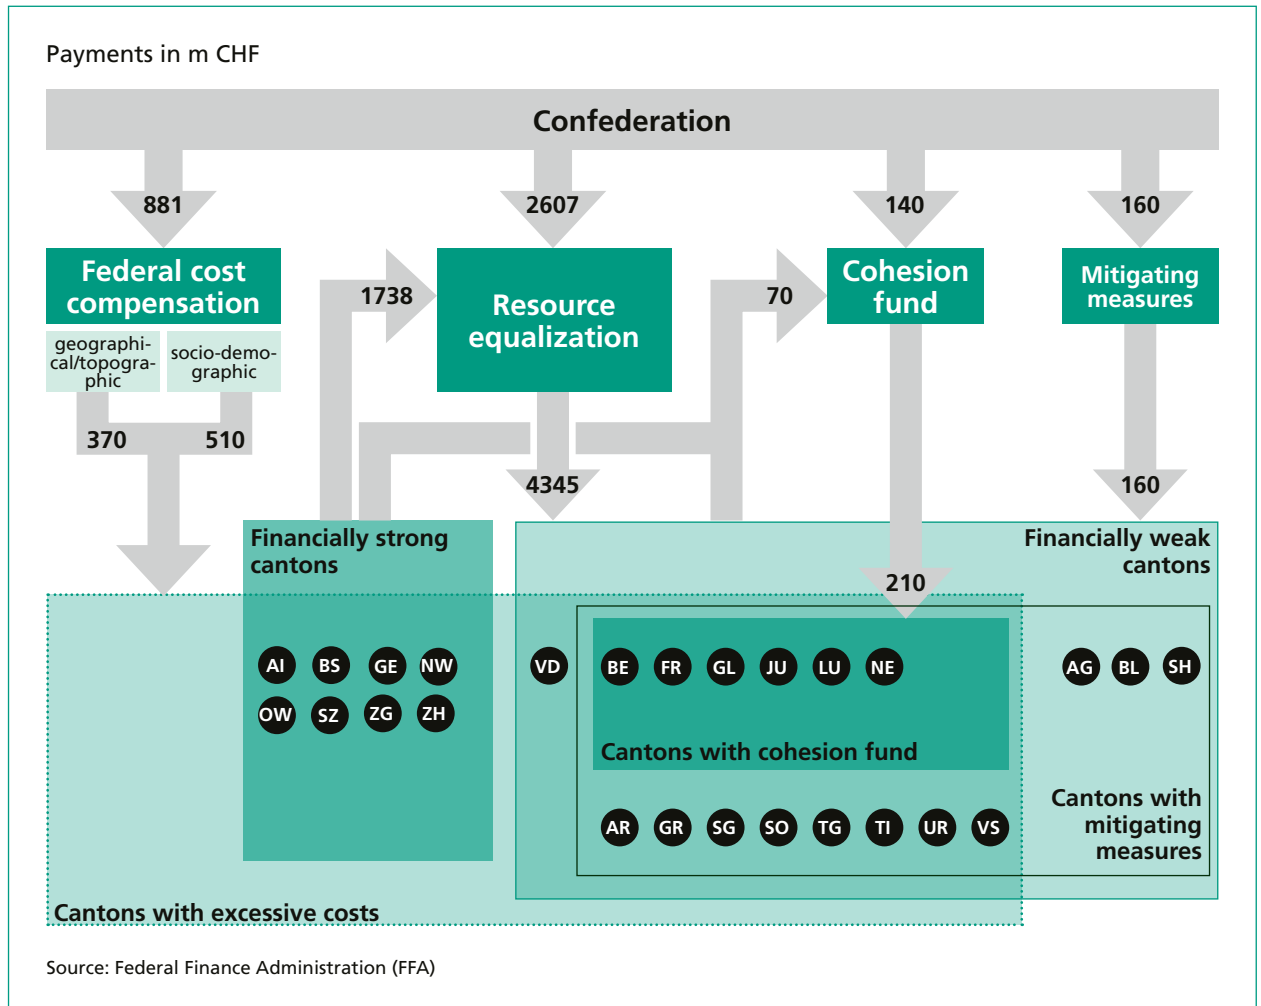 Payments in m CHF
Confederation
881
2607
140
160
Federal cost
compensation
1738
Resource
equalization
70
Cohesion
fund
Mitigating
measures
geographi-
cal/topogra-
phic
socio-demo-
graphic
370
510
4345
160
Financially strong
cantons
Financially weak
cantons
210
AI BS GE NW
OW SZ ZG ZH
VD
BE FR GL JU LU NE
AG BL SH
Cantons with cohesion fund
AR GR SG SO TG TI UR VS
Cantons with
mitigating
measures
Cantons with excessive costs
Source: Federal Finance Administration (FFA)